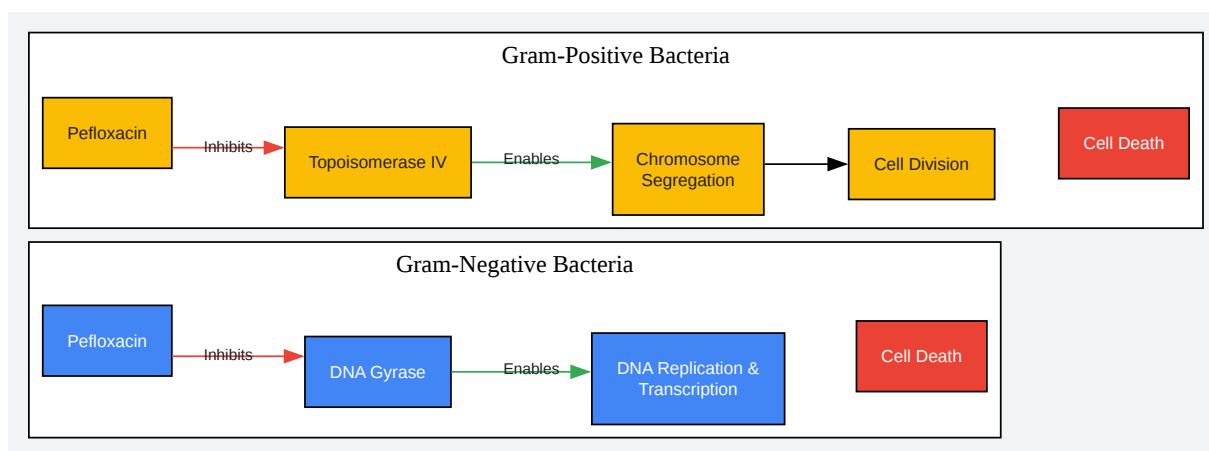 Gram-Positive Bacteria
Pefloxacin
Inhibits
Topoisomerase IV
Enables
Chromosome
Segregation
Cell Division
Cell Death
Gram-Negative Bacteria
Pefloxacin
Inhibits
DNA Gyrase
Enables
DNA Replication &
Transcription
Cell Death